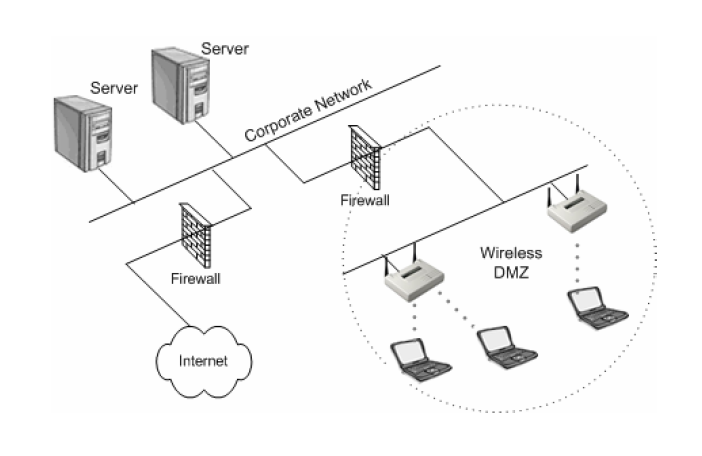 Server
Server
Corporate Network
Firewall
Firewall
Wireless
DMZ
Internet